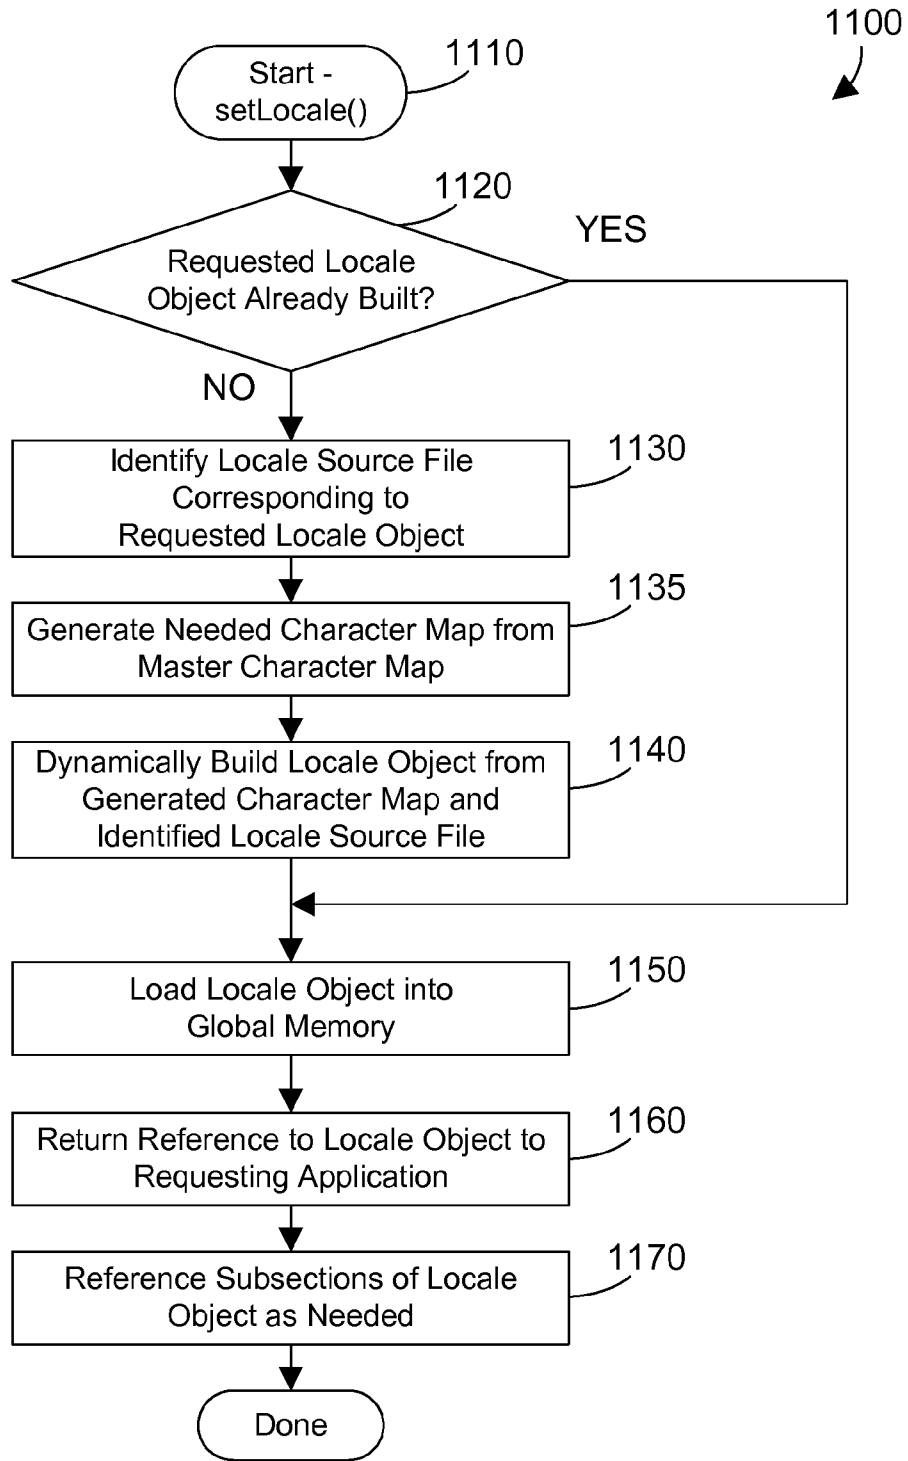 1100
Start -
setLocale()
1110
1120
Requested Locale
Object Already Built?
YES
NO
Identify Locale Source File
Corresponding to
Requested Locale Object
1130
Generate Needed Character Map from
Master Character Map
1135
Dynamically Build Locale Object from
Generated Character Map and
Identified Locale Source File
1140
Load Locale Object into
Global Memory
1150
Return Reference to Locale Object to
Requesting Application
1160
Reference Subsections of Locale
Object as Needed
1170
Done